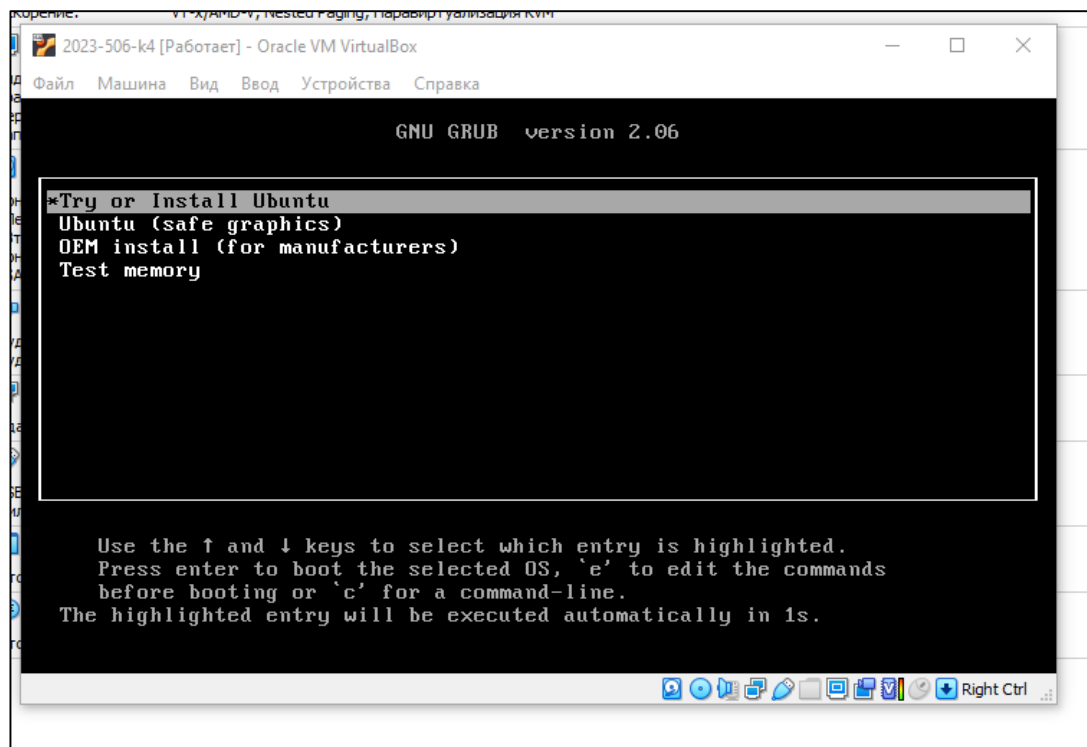 VT-x/AMD-V, Nested Paging, Паравиртуализация KVM
2023-506-k4 [Работает] - Oracle VM VirtualBox
Файл Машина Вид Ввод Устройства Справка
GNU GRUB version 2.06
*Try or Install Ubuntu
Ubuntu (safe graphics)
OEM install (for manufacturers)
Test memory
Use the ↑ and ↓ keys to select which entry is highlighted.
Press enter to boot the selected OS, `e' to edit the commands
before booting or `c' for a command-line.
The highlighted entry will be executed automatically in 1s.
Right Ctrl